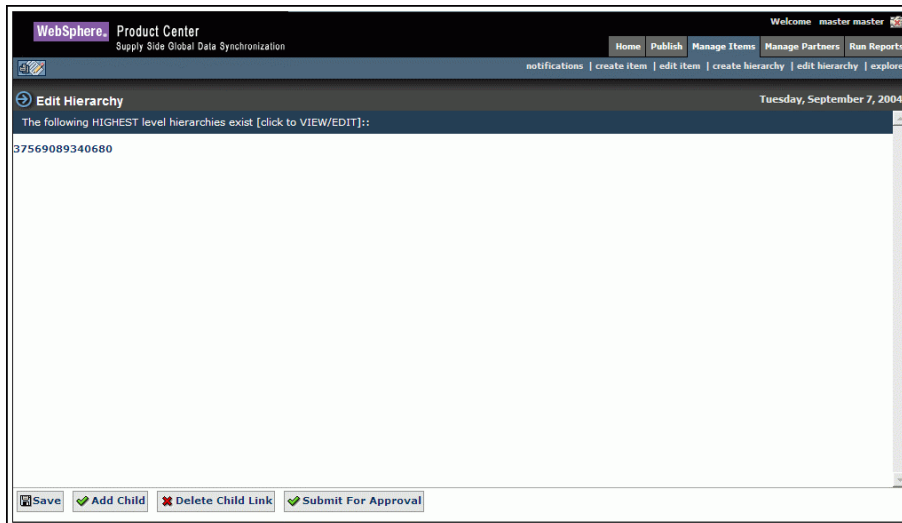 Welcome master master
WebSphere. Product Center
Supply Side Global Data Synchronization
Home Publish Manage Items Manage Partners Run Reports
notifications | create item | edit item | create hierarchy | edit hierarchy | explore
Edit Hierarchy Tuesday, September 7, 2004
The following HIGHEST level hierarchies exist [click to VIEW/EDIT]::
37569089340680
Save Add Child Delete Child Link Submit For Approval